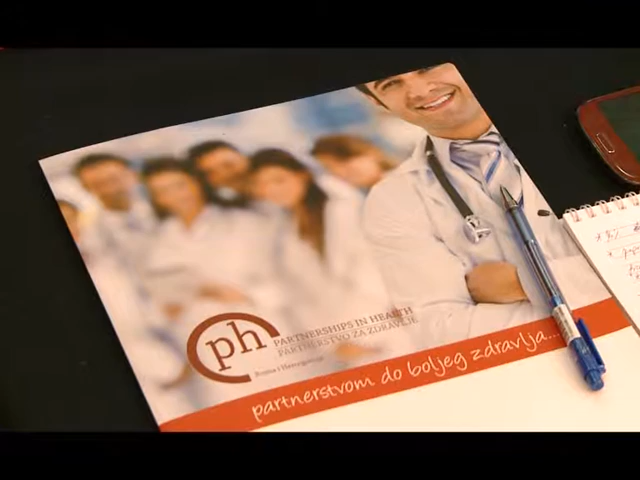 ph
PARTNERSHIPS IN HEALTH
PARTNERSTVO ZA ZDRAVLJE
Bosna i Hercegovina
partnerstvom do boljeg zdravlja...